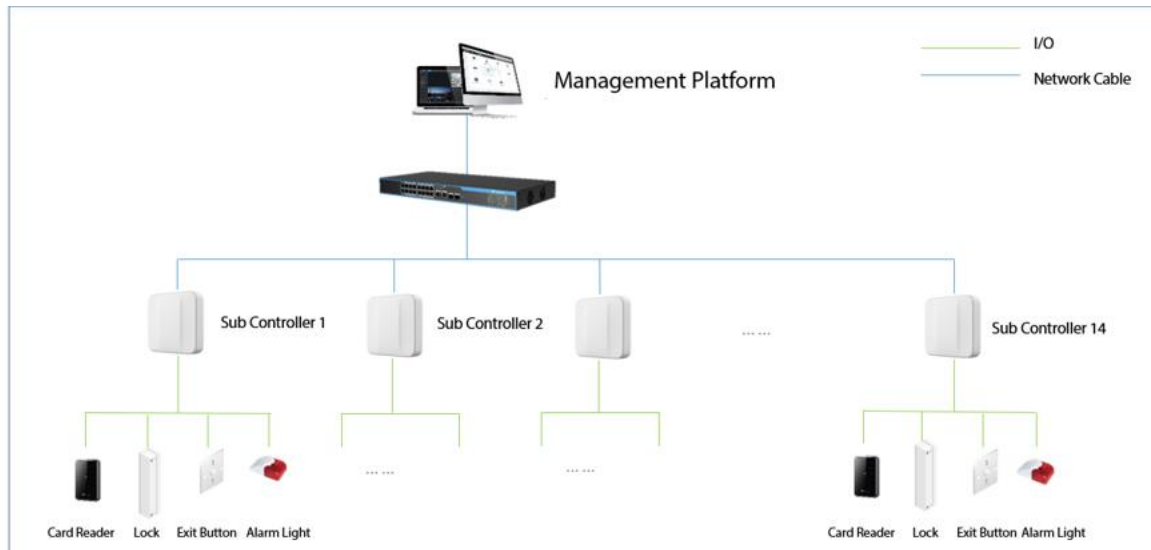 I/O
Management Platform
Network Cable
Sub Controller 1
Sub Controller 2
... ...
Sub Controller 14
... ...
... ...
Card Reader
Lock
Exit Button
Alarm Light
Card Reader
Lock
Exit Button
Alarm Light